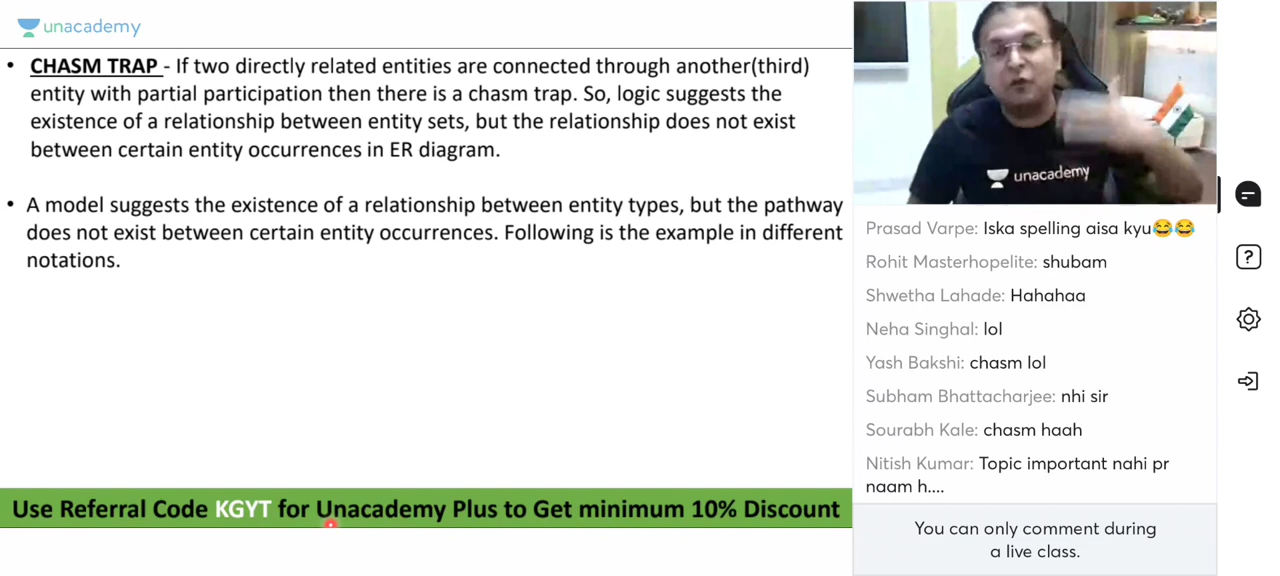 unacademy
• CHASM TRAP - If two directly related entities are connected through another(third)
entity with partial participation then there is a chasm trap. So, logic suggests the
existence of a relationship between entity sets, but the relationship does not exist
between certain entity occurrences in ER diagram.
• A model suggests the existence of a relationship between entity types, but the pathway
does not exist between certain entity occurrences. Following is the example in different
notations.
Use Referral Code KGYT for Unacademy Plus to Get minimum 10% Discount
unacademy
Prasad Varpe: Iska spelling aisa kyu😂😂
Rohit Masterhopelite: shubam
Shwetha Lahade: Hahahaa
Neha Singhal: lol
Yash Bakshi: chasm lol
Subham Bhattacharjee: nhi sir
Sourabh Kale: chasm haah
Nitish Kumar: Topic important nahi pr
naam h....
You can only comment during
a live class.
?